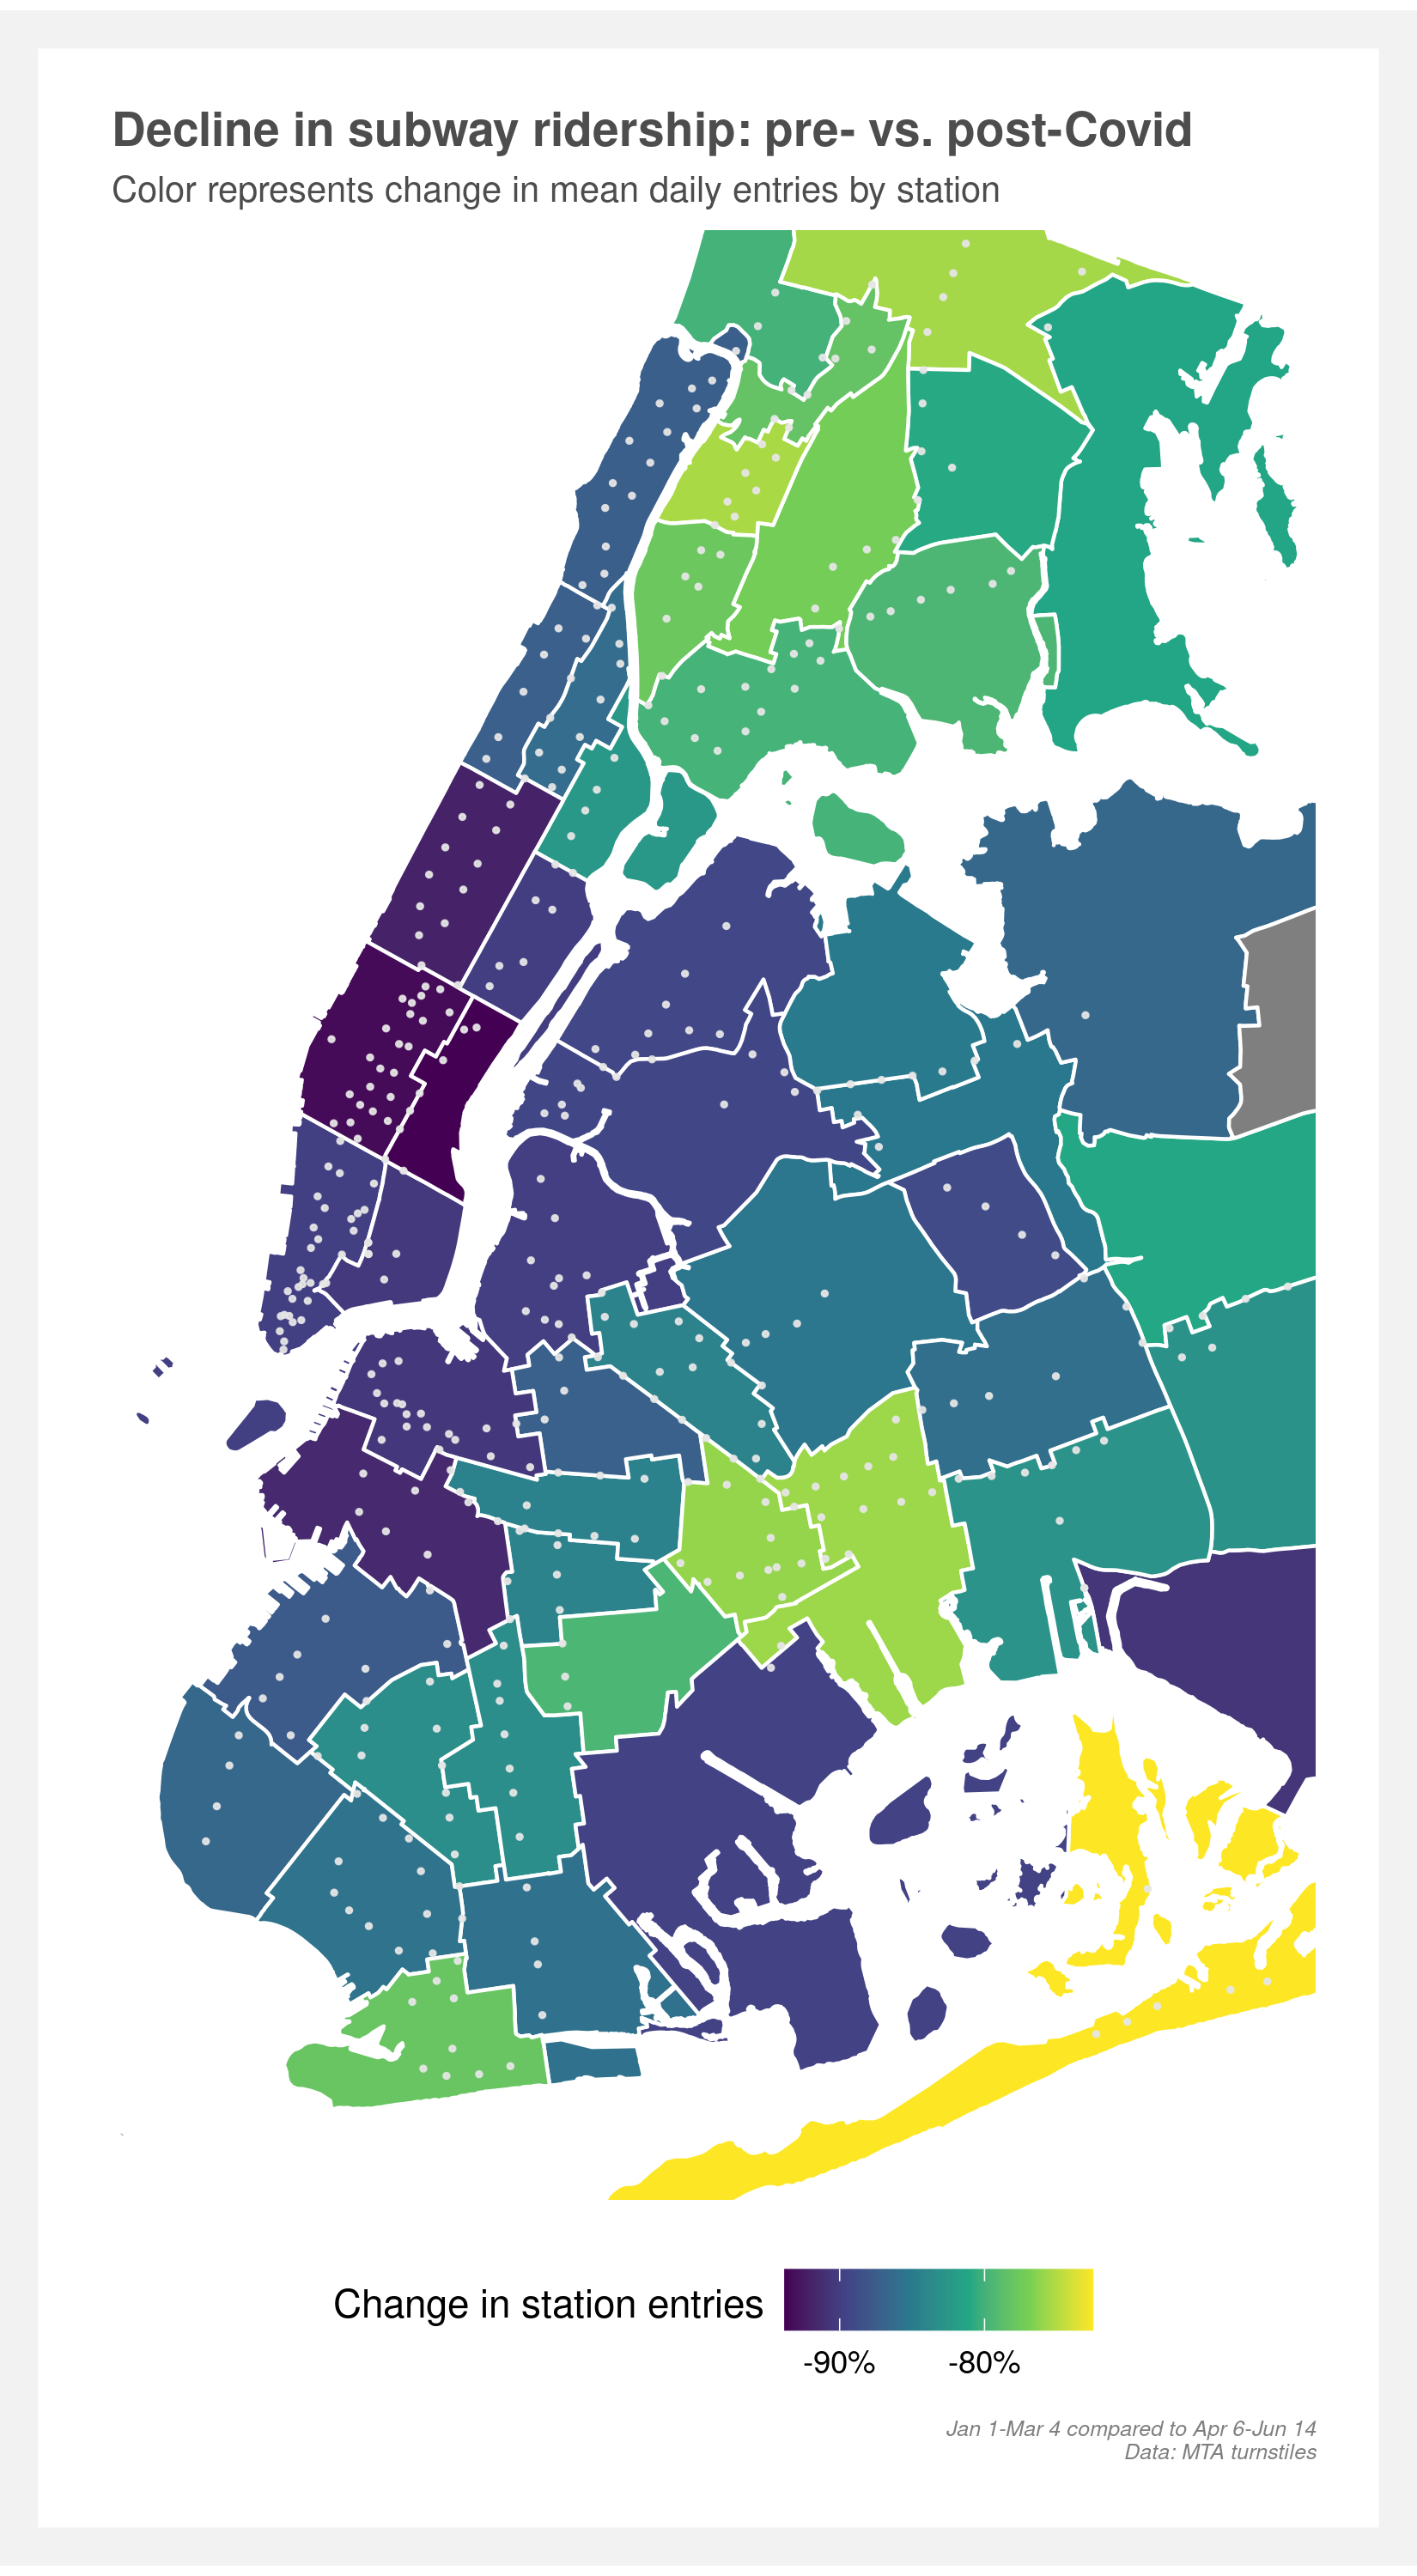 Decline in subway ridership: pre- vs. post-Covid
Color represents change in mean daily entries by station
Change in station entries
-90%
-80%
Jan 1-Mar 4 compared to Apr 6-Jun 14
Data: MTA turnstiles